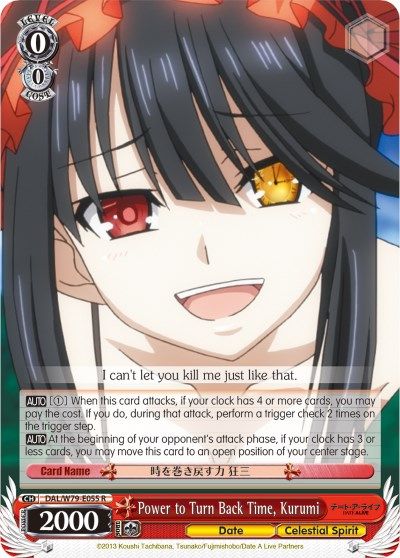 LEVEL
0
0
COST
I can't let you kill me just like that.
AUTO [①] When this card attacks, if your clock has 4 or more cards, you may
pay the cost. If you do, during that attack, perform a trigger check 2 times on
the trigger step.
AUTO At the beginning of your opponent's attack phase, if your clock has 3 or
less cards, you may move this card to an open position of your center stage.
Card Name
時を巻き戻す力 狂三
CH DAL/W79-E055 R
Power to Turn Back Time, Kurumi
デート・ア・ライブ
DATE A LIVE
POWER
2000
SOUL
Date
Celestial Spirit
©2013 Koushi Tachibana, Tsunako/Fujimishobo/Date A Live Partners